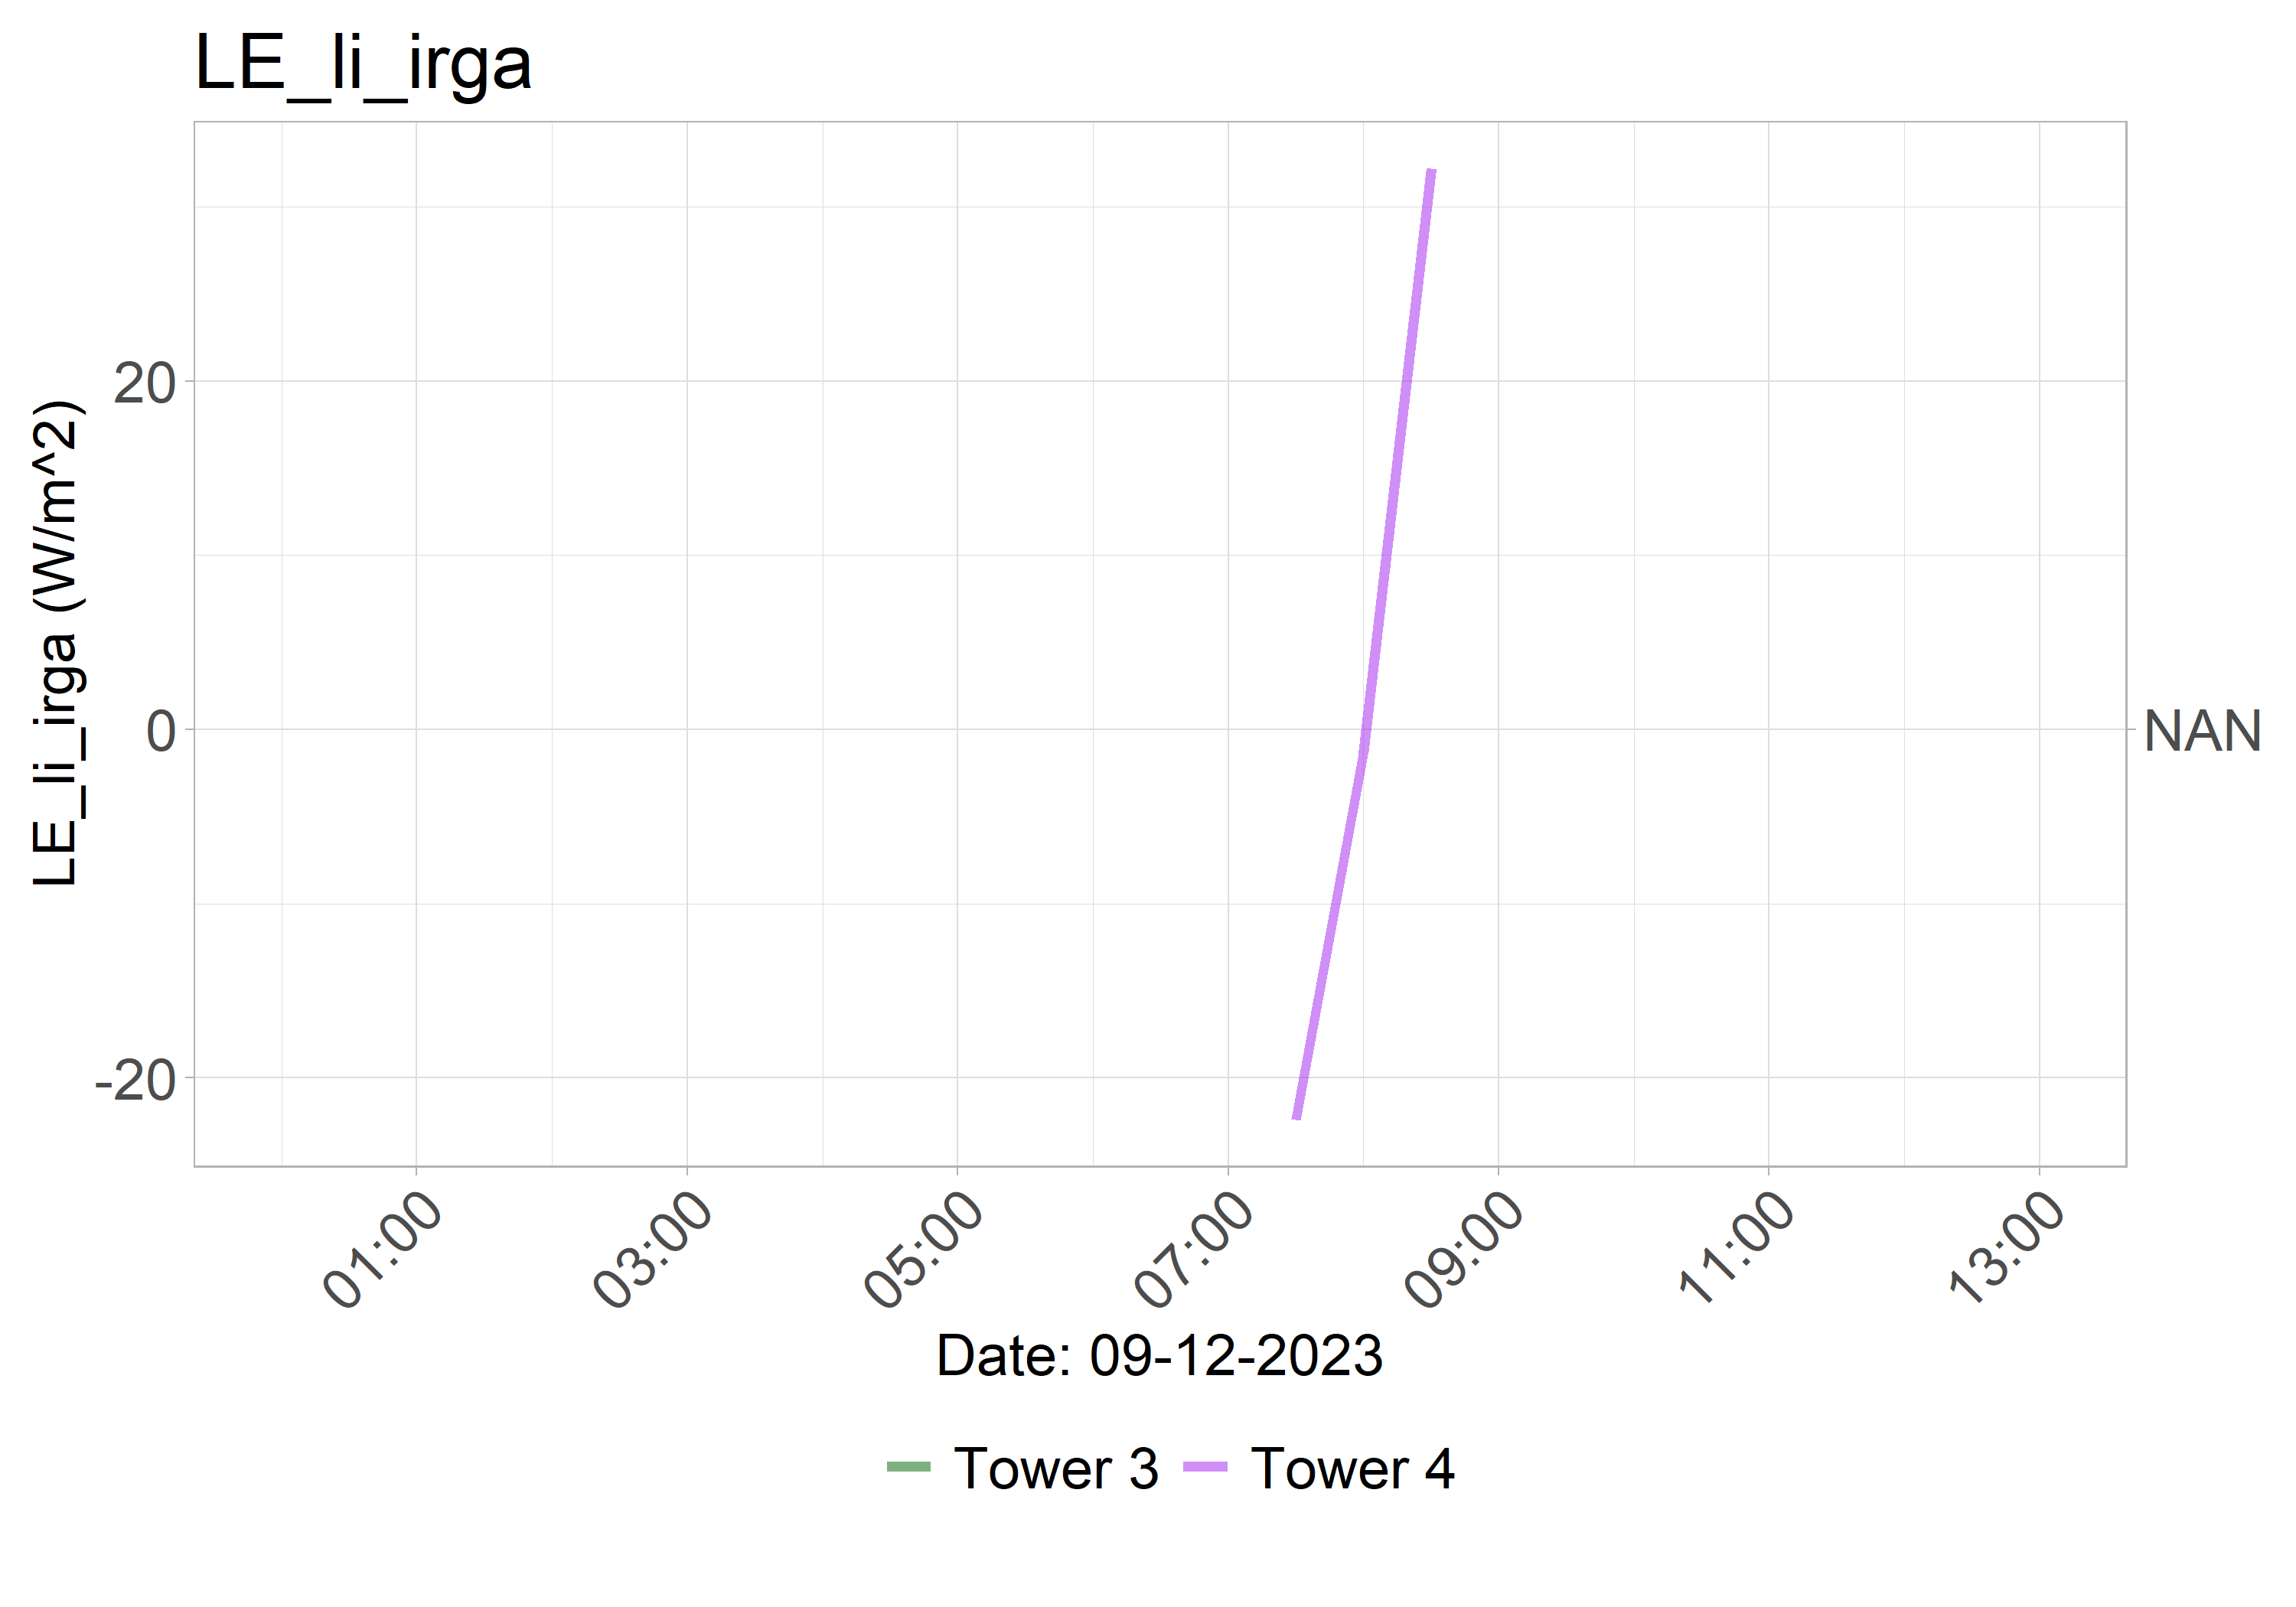 LE_li_irga
LE_li_irga (W/m^2)
20
0
-20
NAN
01:00
03:00
05:00
07:00
09:00
11:00
13:00
Date: 09-12-2023
Tower 3
Tower 4